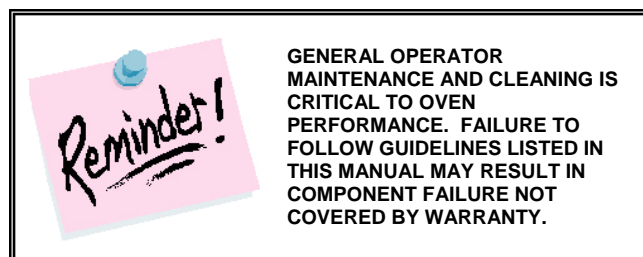 Reminder!
GENERAL OPERATOR
MAINTENANCE AND CLEANING IS
CRITICAL TO OVEN
PERFORMANCE.  FAILURE TO
FOLLOW GUIDELINES LISTED IN
THIS MANUAL MAY RESULT IN
COMPONENT FAILURE NOT
COVERED BY WARRANTY.